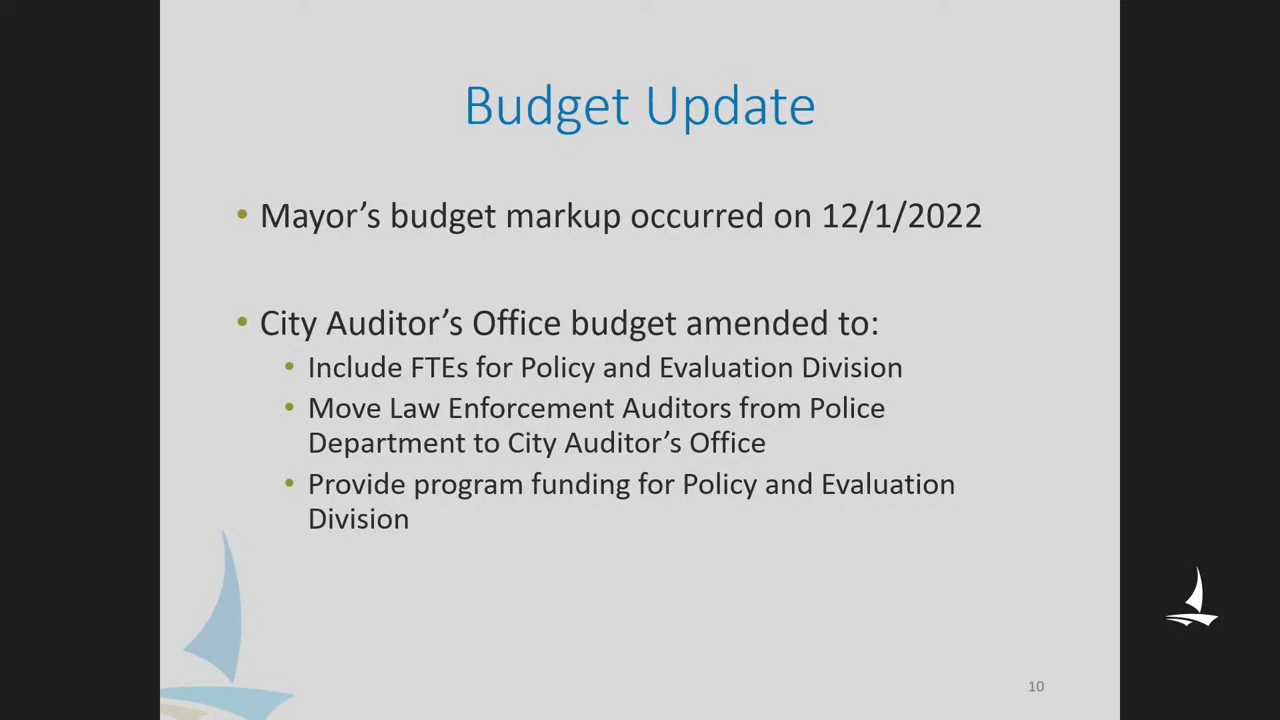 Budget Update
• Mayor’s budget markup occurred on 12/1/2022
• City Auditor’s Office budget amended to:
• Include FTEs for Policy and Evaluation Division
• Move Law Enforcement Auditors from Police
Department to City Auditor’s Office
• Provide program funding for Policy and Evaluation
Division
10